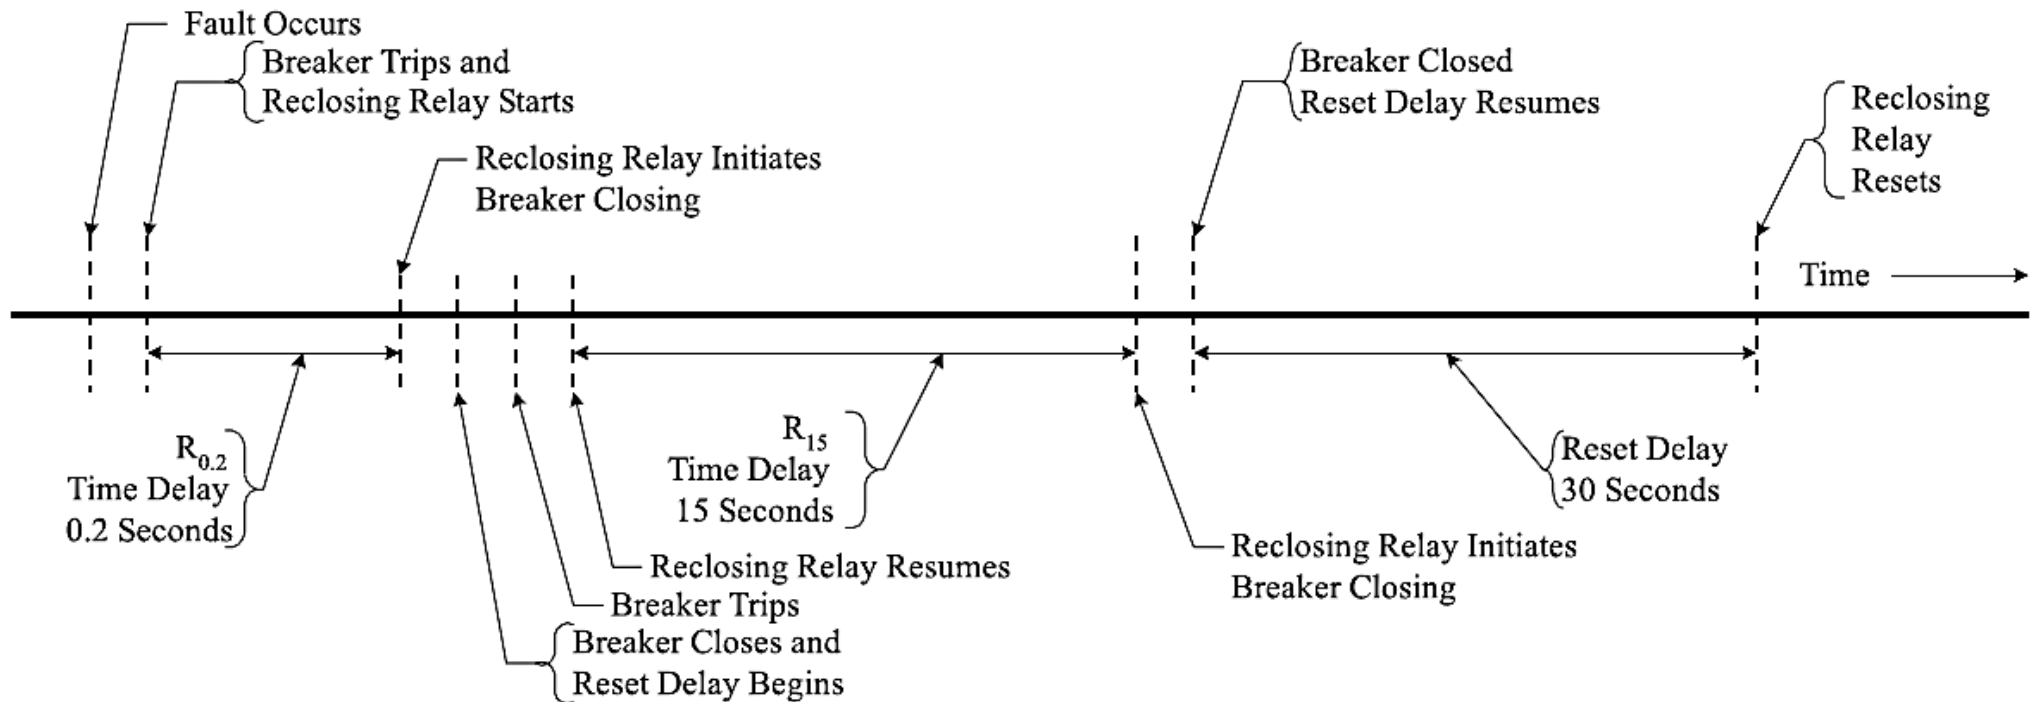 Fault Occurs
Breaker Trips and
Reclosing Relay Starts
Reclosing Relay Initiates
Breaker Closing
Breaker Closed
Reset Delay Resumes
Reclosing
Relay
Resets
Time
R0.2
Time Delay
0.2 Seconds
R15
Time Delay
15 Seconds
Reset Delay
30 Seconds
Reclosing Relay Initiates
Breaker Closing
Reclosing Relay Resumes
Breaker Trips
Breaker Closes and
Reset Delay Begins